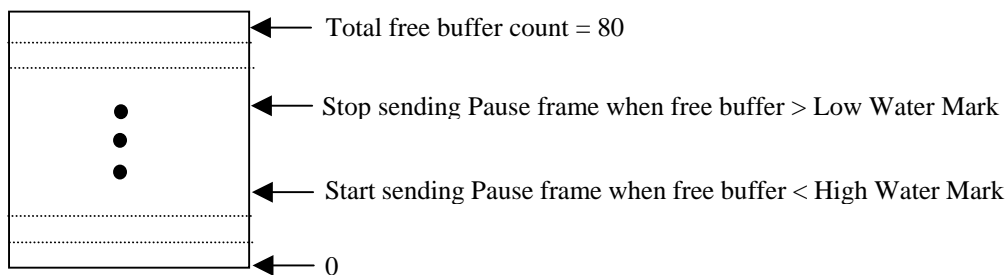 Total free buffer count = 80
Stop sending Pause frame when free buffer > Low Water Mark
Start sending Pause frame when free buffer < High Water Mark
0